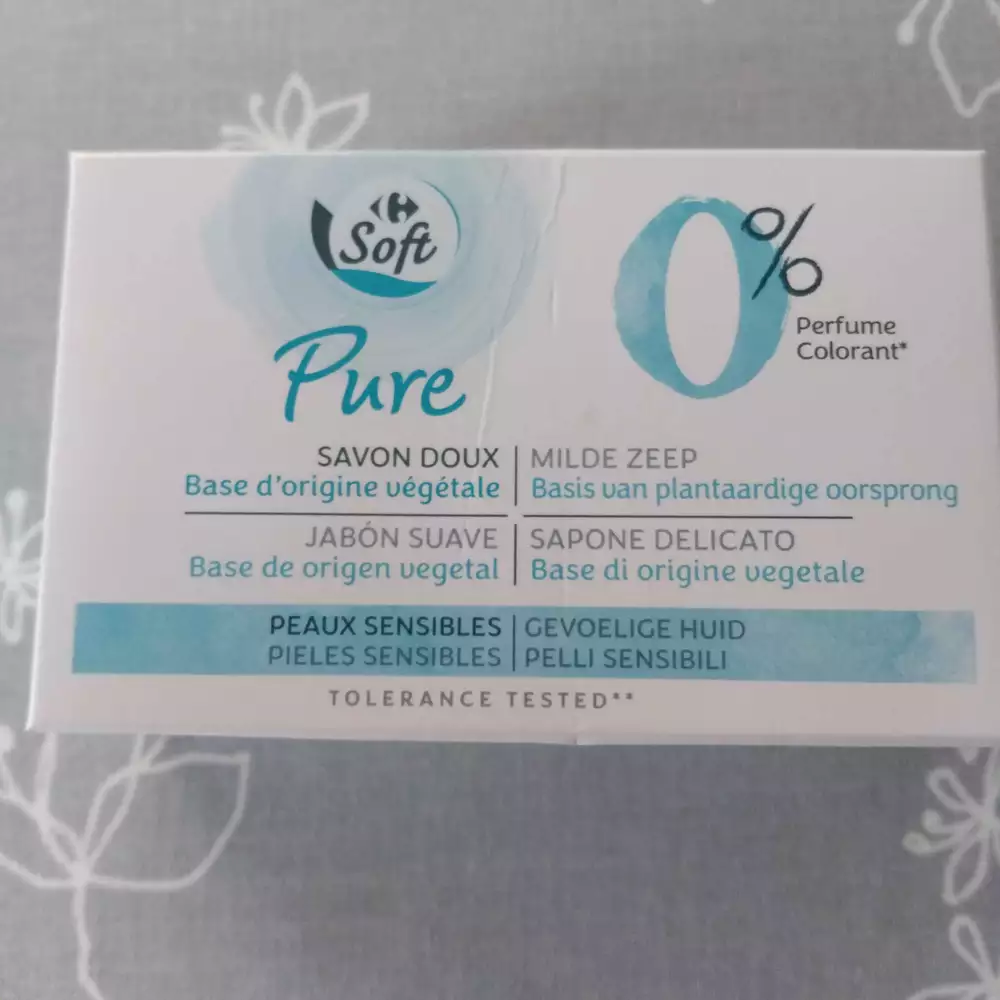 Soft
Pure
0%
Perfume
Colorant*
SAVON DOUX
Base d'origine végétale
MILDE ZEEP
Basis van plantaardige oorsprong
JABÓN SUAVE
Base de origen vegetal
SAPONE DELICATO
Base di origine vegetale
PEAUX SENSIBLES | GEVOELIGE HUID
PIELES SENSIBLES | PELLI SENSIBILI
TOLERANCE TESTED**